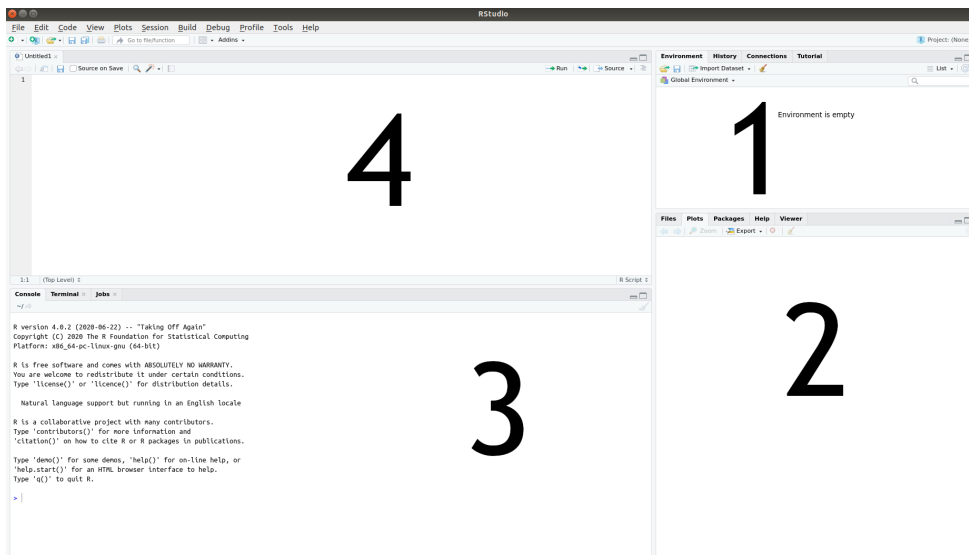 RStudio
File Edit Code View Plots Session Build Debug Profile Tools Help
Go to file/function Addins Project: (None
Untitled1
Source on Save Run Source
1
4
1:1 (Top Level) R Script
Console Terminal Jobs
~/
R version 4.0.2 (2020-06-22) -- "Taking Off Again"
Copyright (C) 2020 The R Foundation for Statistical Computing
Platform: x86_64-pc-linux-gnu (64-bit)
R is free software and comes with ABSOLUTELY NO WARRANTY.
You are welcome to redistribute it under certain conditions.
Type 'license()' or 'licence()' for distribution details.
Natural language support but running in an English locale
R is a collaborative project with many contributors.
Type 'contributors()' for more information and
'citation()' on how to cite R or R packages in publications.
Type 'demo()' for some demos, 'help()' for on-line help, or
'help.start()' for an HTML browser interface to help.
Type 'q()' to quit R.
>
3
Environment History Connections Tutorial
Import Dataset List
Global Environment
Environment is empty
1
Files Plots Packages Help Viewer
Zoom Export
2